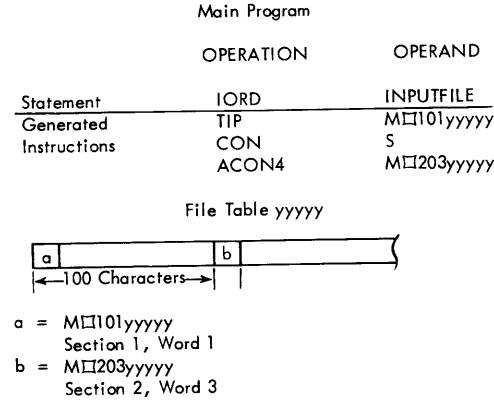 Main Program
OPERATION OPERAND
Statement IORD INPUTFILE
Generated TIP M⌑101yyyyy
Instructions CON S
ACON4 M⌑203yyyyy
File Table yyyyy
a b
100 Characters
a = M⌑101yyyyy
Section 1, Word 1
b = M⌑203yyyyy
Section 2, Word 3